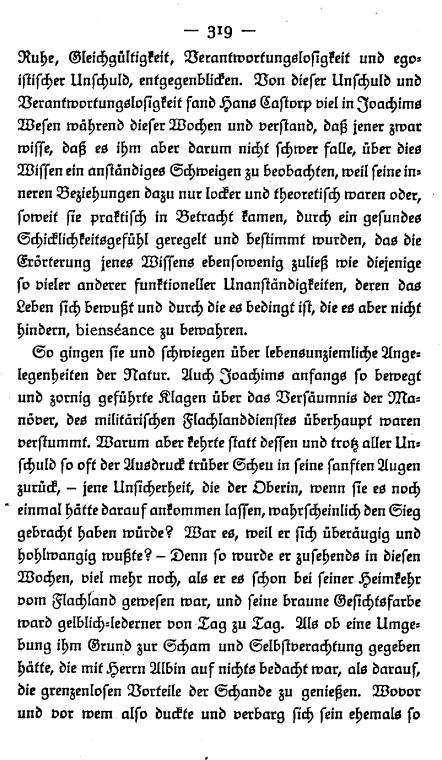 — 319 —
Ruhe, Gleichgültigkeit, Verantwortungslosigkeit und ego-
istischer Unschuld, entgegenblicken. Von dieser Unschuld und
Verantwortungslosigkeit fand Hans Castorp viel in Joachims
Wesen während dieser Wochen und verstand, daß jener zwar
wisse, daß es ihm aber darum nicht schwer falle, über dies
Wissen ein anständiges Schweigen zu beobachten, weil seine in-
neren Beziehungen dazu nur locker und theoretisch waren oder,
soweit sie praktisch in Betracht kamen, durch ein gesundes
Schicklichkeitsgefühl geregelt und bestimmt wurden, das die
Erörterung jenes Wissens ebensowenig zuließ wie diejenige
so vieler anderer funktioneller Unanständigkeiten, deren das
Leben sich bewußt und durch die es bedingt ist, die es aber nicht
hindern, bienséance zu bewahren.
So gingen sie und schwiegen über lebensunziemliche Ange-
legenheiten der Natur. Auch Joachims anfangs so bewegt
und zornig geführte Klagen über das Versäumnis der Ma-
növer, des militärischen Flachlanddienstes überhaupt waren
verstummt. Warum aber kehrte statt dessen und trotz aller Un-
schuld so oft der Ausdruck trüber Scheu in seine sanften Augen
zurück, – jene Unsicherheit, die der Oberin, wenn sie es noch
einmal hätte darauf ankommen lassen, wahrscheinlich den Sieg
gebracht haben würde? War es, weil er sich überäugig und
hohlwangig wußte? – Denn so wurde er zusehends in diesen
Wochen, viel mehr noch, als er es schon bei seiner Heimkehr
vom Flachland gewesen war, und seine braune Gesichtsfarbe
ward gelblich-lederner von Tag zu Tag. Als ob eine Umge-
bung ihm Grund zur Scham und Selbstverachtung gegeben
hätte, die mit Herrn Albin auf nichts bedacht war, als darauf,
die grenzenlosen Vorteile der Schande zu genießen. Wovor
und vor wem also duckte und verbarg sich sein ehemals so